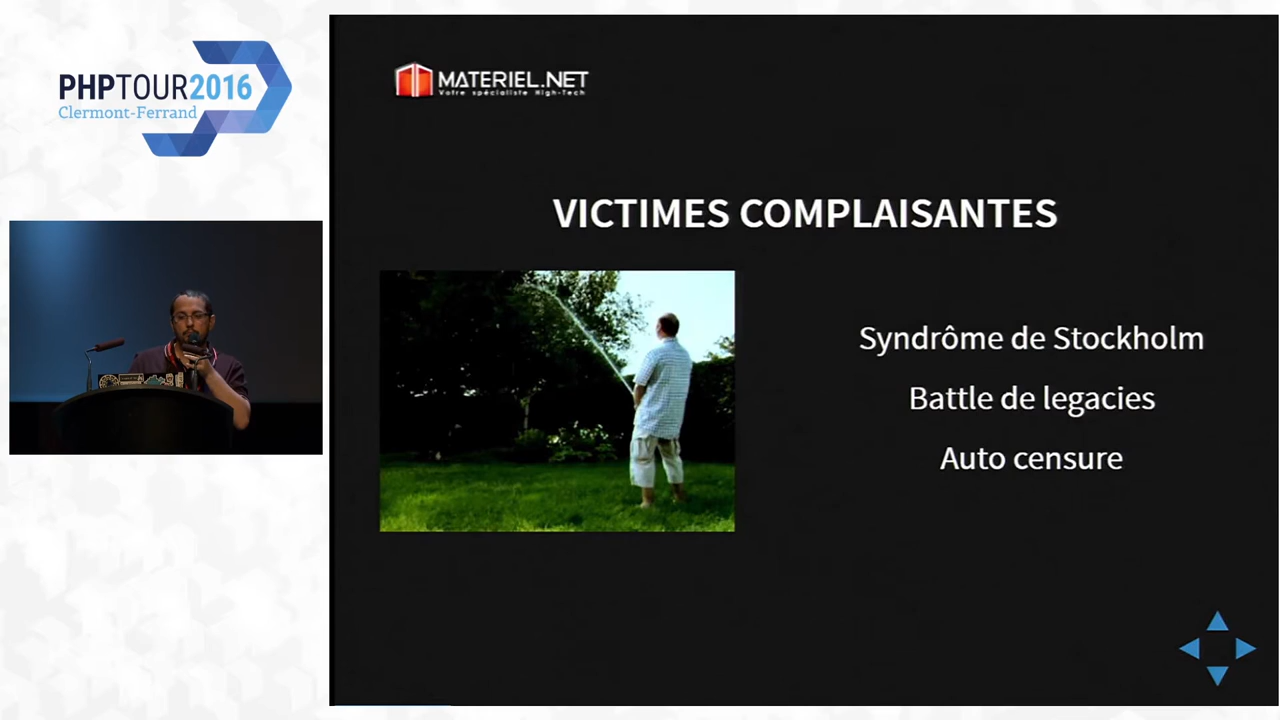 PHPTOUR2016
Clermont-Ferrand
MATERIEL.NET
Votre spécialiste High-Tech
VICTIMES COMPLAISANTES
Syndrôme de Stockholm
Battle de legacies
Auto censure